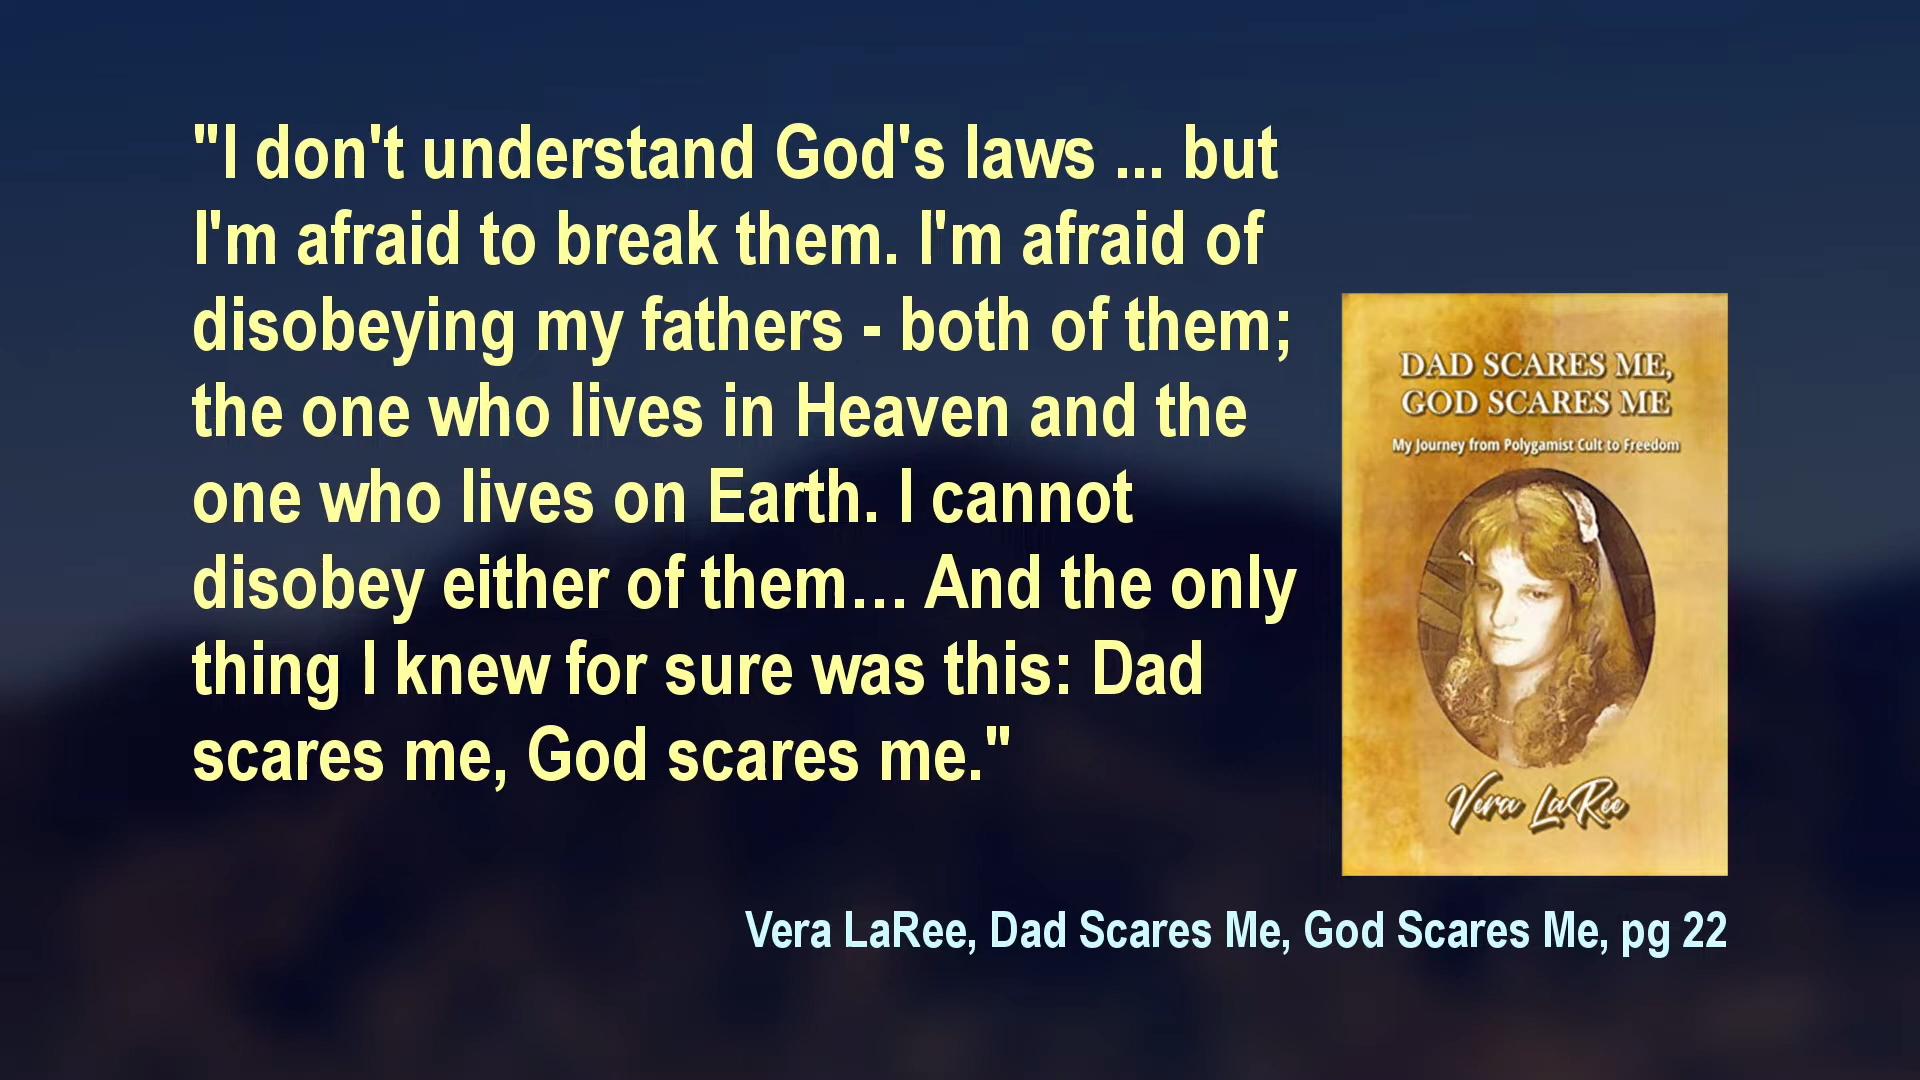 "I don't understand God's laws ... but
I'm afraid to break them. I'm afraid of
disobeying my fathers - both of them;
the one who lives in Heaven and the
one who lives on Earth. I cannot
disobey either of them… And the only
thing I knew for sure was this: Dad
scares me, God scares me."
DAD SCARES ME,
GOD SCARES ME
My Journey from Polygamist Cult to Freedom
Vera LaRee
Vera LaRee, Dad Scares Me, God Scares Me, pg 22